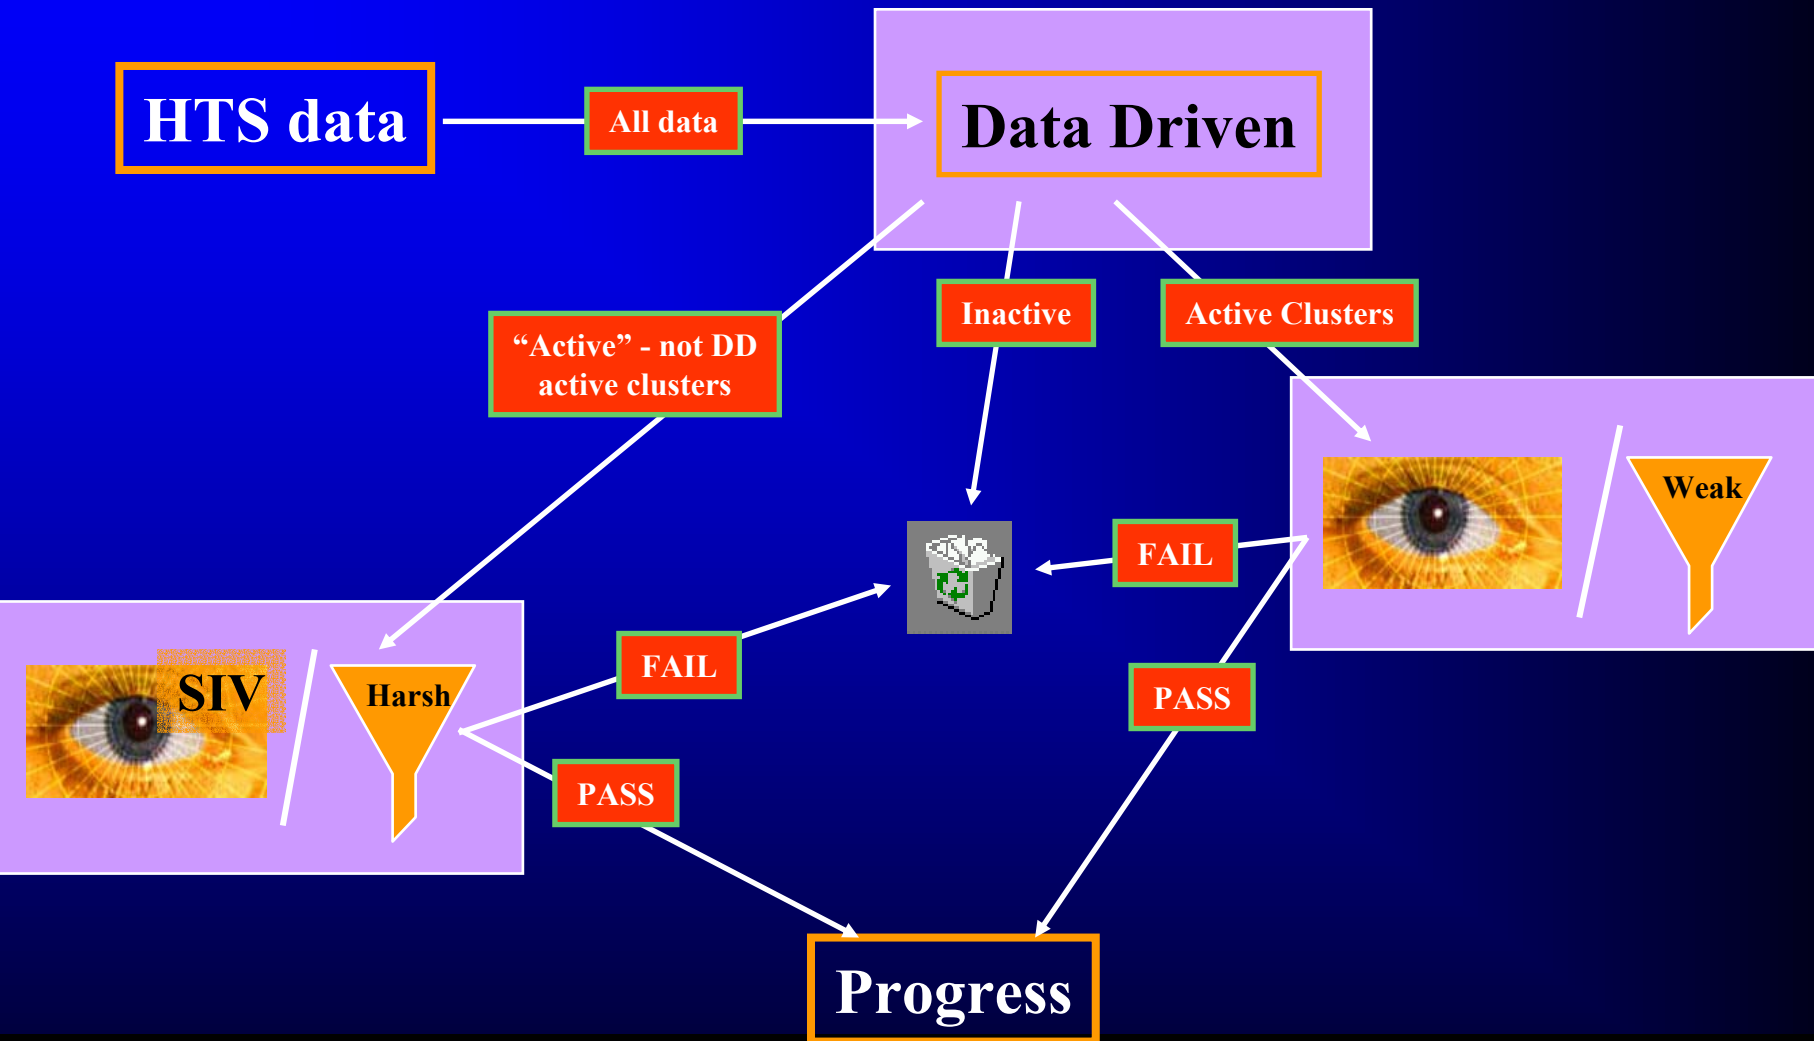 HTS data
All data
Data Driven
Inactive
Active Clusters
“Active” - not DD
active clusters
Weak
FAIL
FAIL
SIV
Harsh
PASS
PASS
Progress